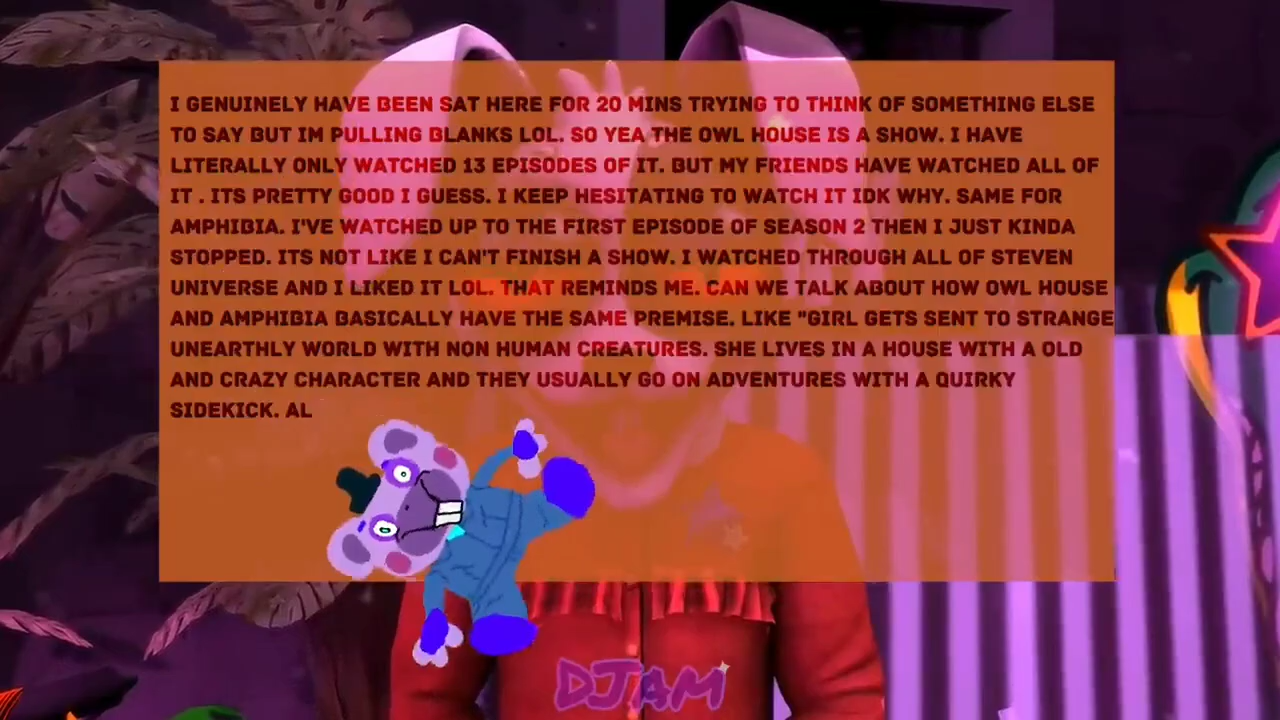 I GENUINELY HAVE BEEN SAT HERE FOR 20 MINS TRYING TO THINK OF SOMETHING ELSE
TO SAY BUT IM PULLING BLANKS LOL. SO YEA THE OWL HOUSE IS A SHOW. I HAVE
LITERALLY ONLY WATCHED 13 EPISODES OF IT. BUT MY FRIENDS HAVE WATCHED ALL OF
IT . ITS PRETTY GOOD I GUESS. I KEEP HESITATING TO WATCH IT IDK WHY. SAME FOR
AMPHIBIA. I'VE WATCHED UP TO THE FIRST EPISODE OF SEASON 2 THEN I JUST KINDA
STOPPED. ITS NOT LIKE I CAN'T FINISH A SHOW. I WATCHED THROUGH ALL OF STEVEN
UNIVERSE AND I LIKED IT LOL. THAT REMINDS ME. CAN WE TALK ABOUT HOW OWL HOUSE
AND AMPHIBIA BASICALLY HAVE THE SAME PREMISE. LIKE "GIRL GETS SENT TO STRANGE
UNEARTHLY WORLD WITH NON HUMAN CREATURES. SHE LIVES IN A HOUSE WITH A OLD
AND CRAZY CHARACTER AND THEY USUALLY GO ON ADVENTURES WITH A QUIRKY
SIDEKICK. AL
DJAM